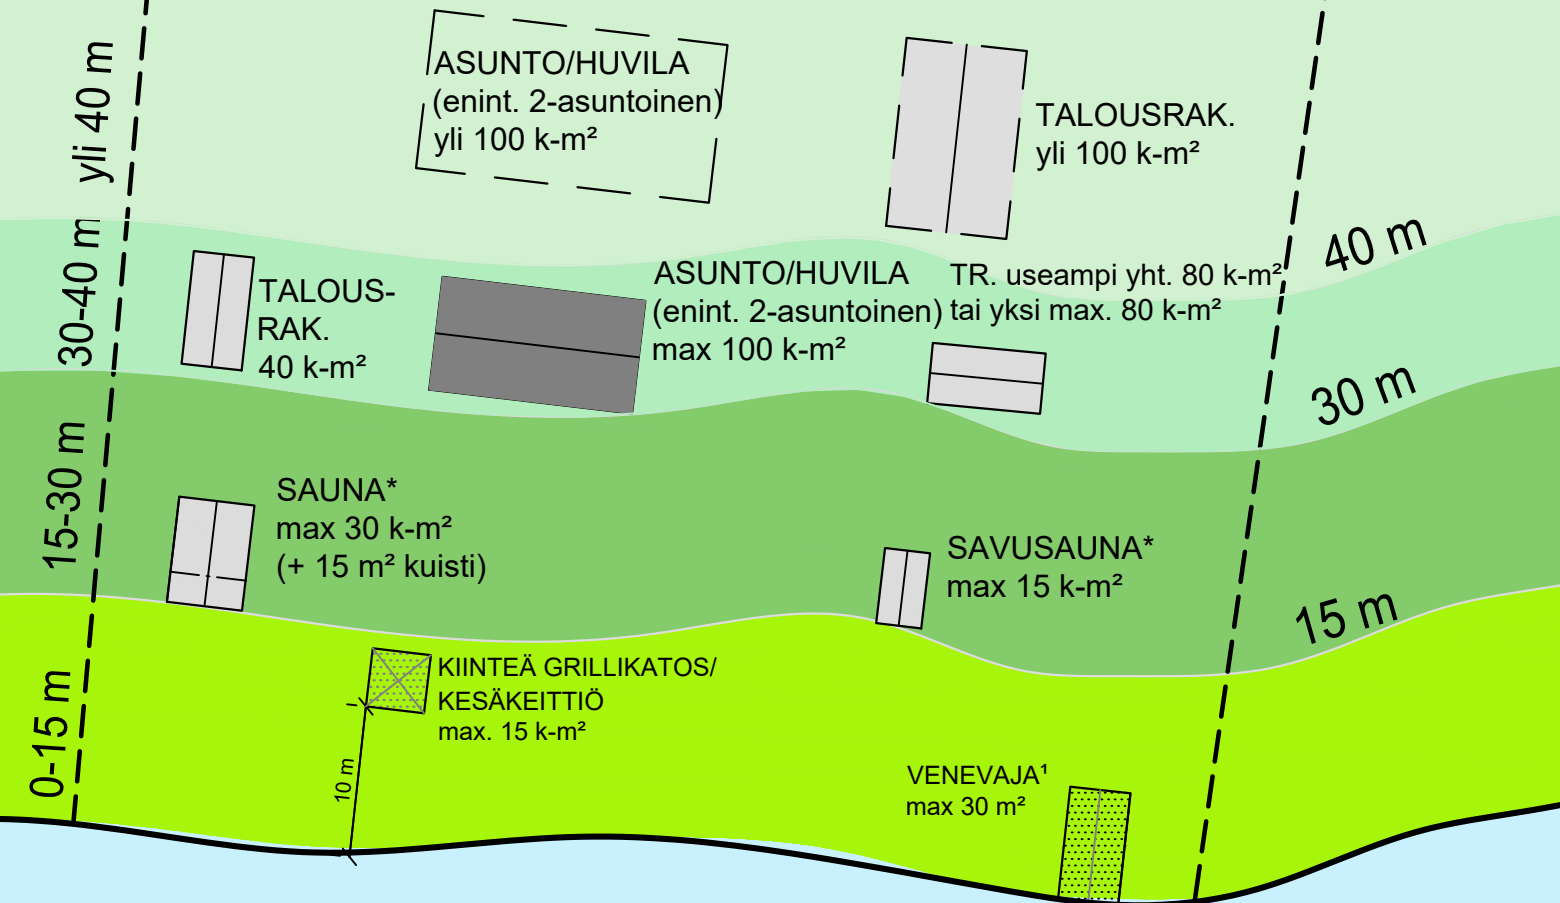 yli 40 m
ASUNTO/HUVILA
(enint. 2-asuntoinen)
yli 100 k-m²
TALOUSRAK.
yli 100 k-m²
40 m
30-40 m
TALOUS-
RAK.
40 k-m²
ASUNTO/HUVILA
(enint. 2-asuntoinen)
max 100 k-m²
TR. useampi yht. 80 k-m²
tai yksi max. 80 k-m²
30 m
15-30 m
SAUNA*
max 30 k-m²
(+ 15 m² kuisti)
SAVUSAUNA*
max 15 k-m²
15 m
0-15 m
KIINTEÄ GRILLIKATOS/
KESÄKEITTIÖ
max. 15 k-m²
10 m
VENEVAJA¹
max 30 m²